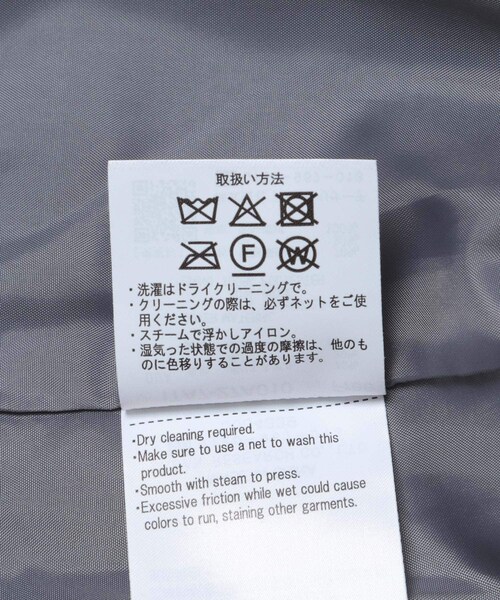 取扱い方法
F W
・洗濯はドライクリーニングで。
・クリーニングの際は、必ずネットをご使
用ください。
・スチームで浮かしアイロン。
・湿気った状態での過度の摩擦は、他のも
のに色移りすることがあります。
・Dry cleaning required.
・Make sure to use a net to wash this
product.
・Smooth with steam to press.
・Excessive friction while wet could cause
colors to run, staining other garments.